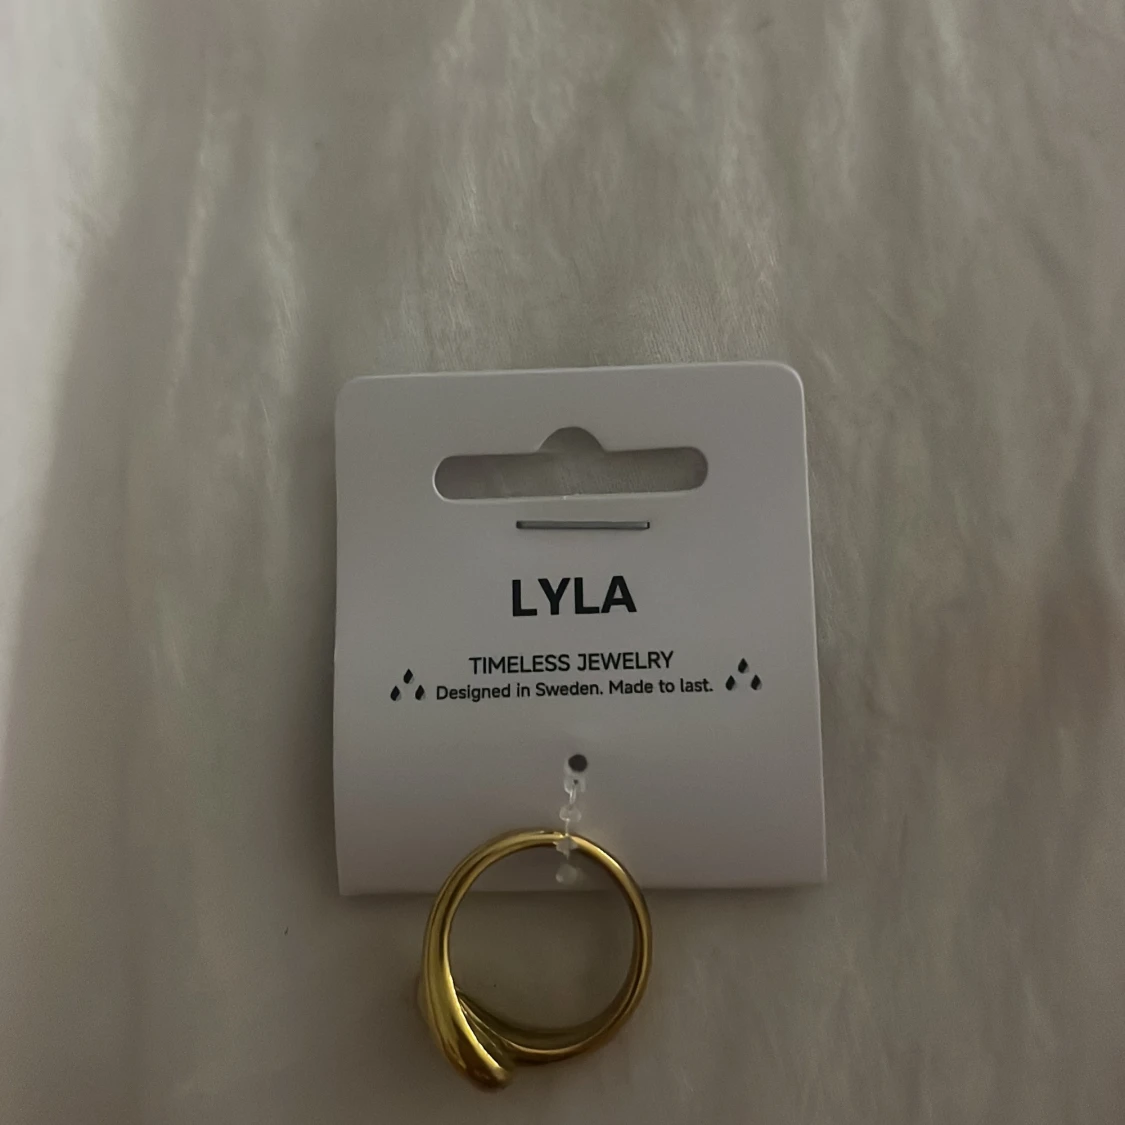 LYLA
TIMELESS JEWELRY
Designed in Sweden. Made to last.